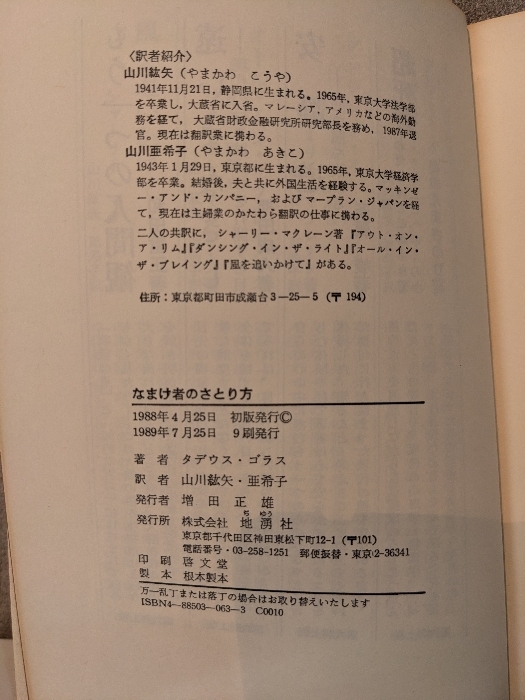 〈訳者紹介〉
山川紘矢（やまかわ　こうや）
1941年11月21日，静岡県に生まれる。1965年，東京大学法学部
を卒業し，大蔵省に入省。マレーシア，アメリカなどの海外勤
務を経て，大蔵省財政金融研究所研究部長を務め，1987年退
官。現在は翻訳業に携わる。
山川亜希子（やまかわ　あきこ）
1943年1月29日，東京都に生まれる。1965年，東京大学経済学
部を卒業。結婚後，夫と共に外国生活を経験する。マッキンゼ
ー・アンド・カンパニー，および マープラン・ジャパンを経
て，現在は主婦業のかたわら翻訳の仕事に携わる。
二人の共訳に，シャーリー・マクレーン著『アウト・オン・
ア・リム』『ダンシング・イン・ザ・ライト』『オール・イン・
ザ・プレイング』『風を追いかけて』がある。
住所：東京都町田市成瀬台3－25－5（〒194）
なまけ者のさとり方
1988年4月25日　初版発行©
1989年7月25日　9刷発行
著　者　タデウス・ゴラス
訳　者　山川紘矢・亜希子
発行者　増田正雄
ち　ゆう
発行所　株式会社　地湧社
東京都千代田区神田東松下町12-1（〒101）
電話番号・03-258-1251　郵便振替・東京2-36341
印　刷　啓文堂
製　本　根本製本
万一乱丁または落丁の場合はお取り替えいたします
ISBN4-88503-063-3　C0010